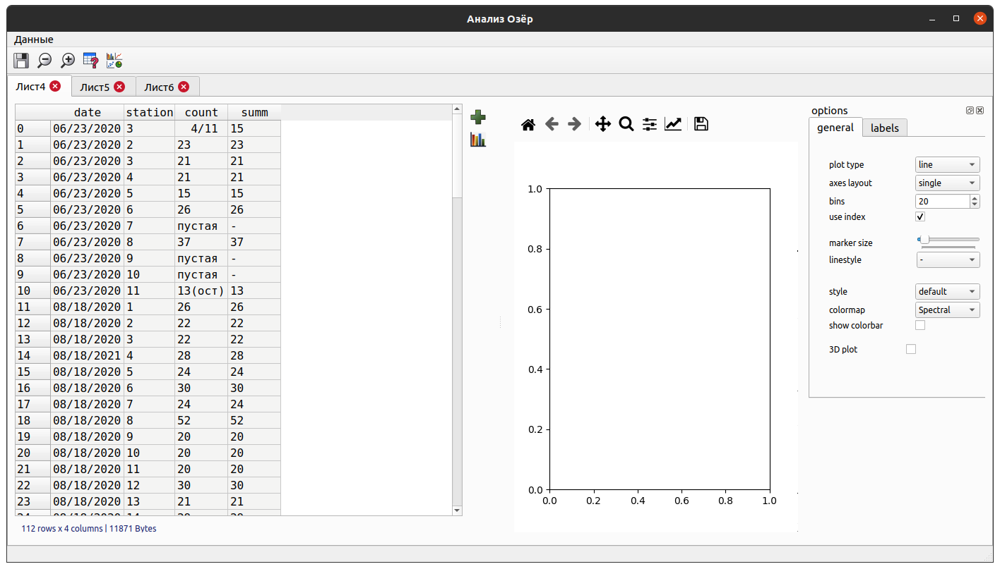 Анализ Озёр
Данные
Лист4 Лист5 Лист6
date station count summ
0 06/23/2020 3 4/11 15
1 06/23/2020 2 23 23
2 06/23/2020 3 21 21
3 06/23/2020 4 21 21
4 06/23/2020 5 15 15
5 06/23/2020 6 26 26
6 06/23/2020 7 пустая -
7 06/23/2020 8 37 37
8 06/23/2020 9 пустая -
9 06/23/2020 10 пустая -
10 06/23/2020 11 13(ост) 13
11 08/18/2020 1 26 26
12 08/18/2020 2 22 22
13 08/18/2020 3 22 22
14 08/18/2021 4 28 28
15 08/18/2020 5 24 24
16 08/18/2020 6 30 30
17 08/18/2020 7 24 24
18 08/18/2020 8 52 52
19 08/18/2020 9 20 20
20 08/18/2020 10 20 20
21 08/18/2020 11 20 20
22 08/18/2020 12 30 30
23 08/18/2020 13 21 21
112 rows x 4 columns | 11871 Bytes
1.0
0.8
0.6
0.4
0.2
0.0
0.0 0.2 0.4 0.6 0.8 1.0
options
general labels
plot type line
axes layout single
bins 20
use index
marker size
linestyle -
style default
colormap Spectral
show colorbar
3D plot